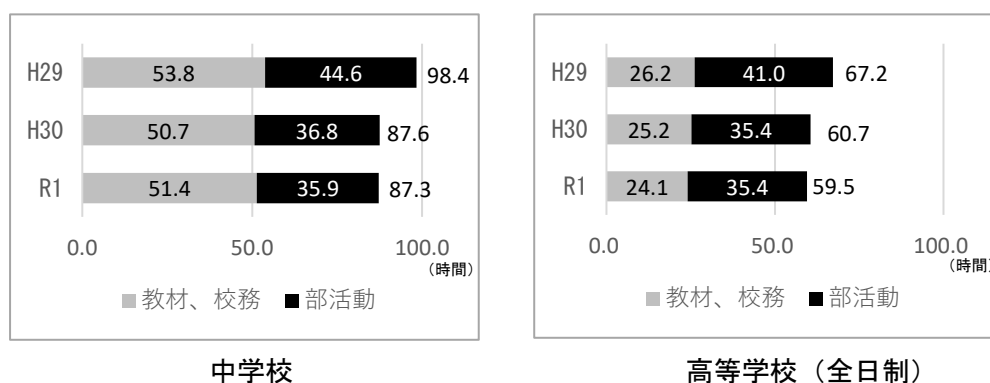 H29 53.8 44.6 98.4
H30 50.7 36.8 87.6
R1 51.4 35.9 87.3
0.0 50.0 100.0
（時間）
■教材、校務 ■部活動
中学校
H29 26.2 41.0 67.2
H30 25.2 35.4 60.7
R1 24.1 35.4 59.5
0.0 50.0 100.0
（時間）
■教材、校務 ■部活動
高等学校（全日制）